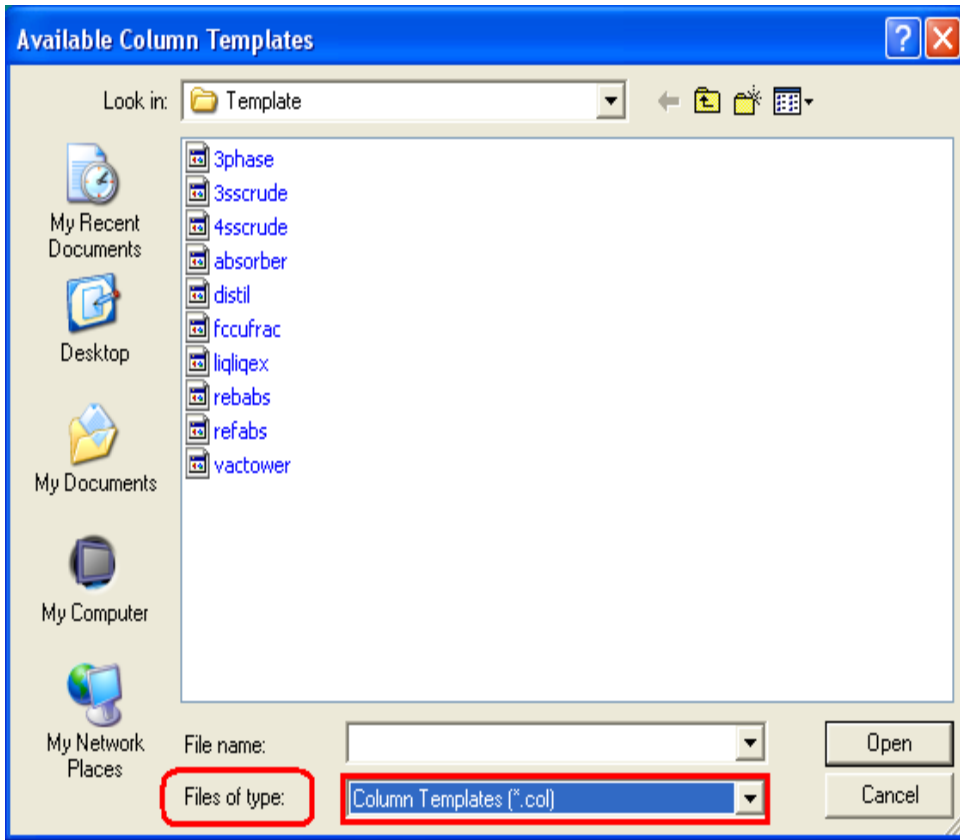 Available Column Templates
Look in:
Template
3phase
3sscrude
4sscrude
absorber
distil
fccufrac
liqliqex
rebabs
refabs
vactower
My Recent
Documents
Desktop
My Documents
My Computer
My Network
Places
File name:
Open
Files of type:
Column Templates (*.col)
Cancel